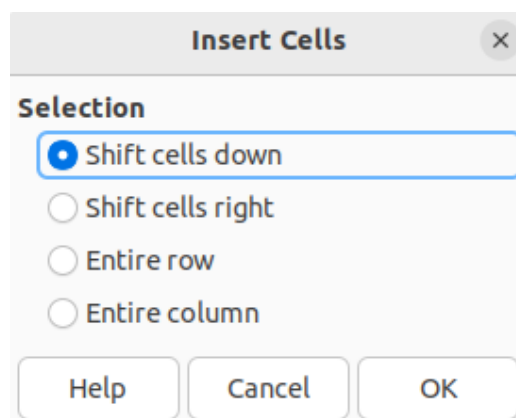 Insert Cells
Selection
Shift cells down
Shift cells right
Entire row
Entire column
Help Cancel OK